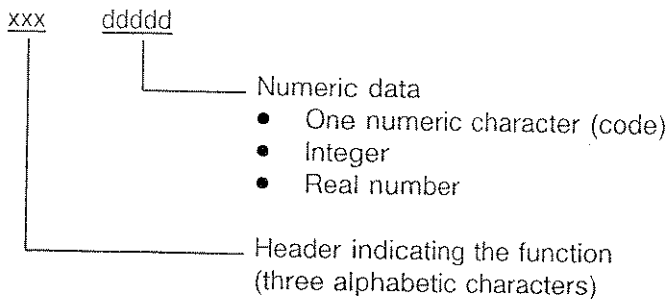 xxx ddddd
Numeric data
● One numeric character (code)
● Integer
● Real number
Header indicating the function
(three alphabetic characters)